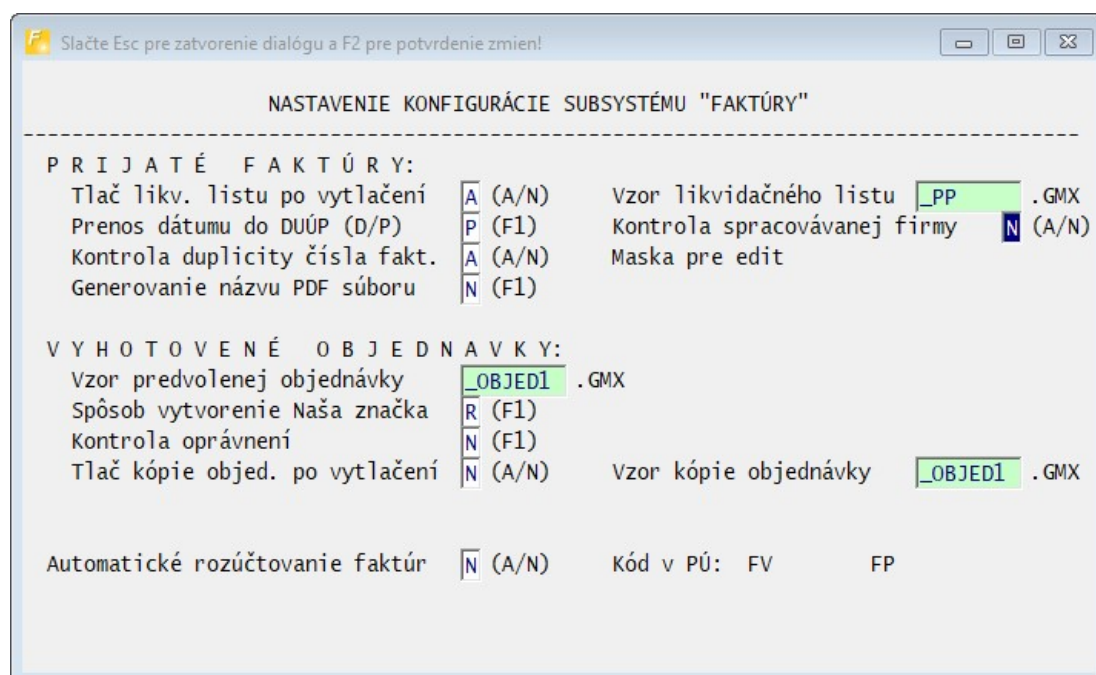 Slačte Esc pre zatvorenie dialógu a F2 pre potvrdenie zmien!
NASTAVENIE KONFIGURÁCIE SUBSYSTÉMU "FAKTÚRY"
P R I J A T É F A K T Ú R Y:
Tlač likv. listu po vytlačení A (A/N) Vzor likvidačného listu _PP .GMX
Prenos dátumu do DUÚP (D/P) P (F1) Kontrola spracovávanej firmy N (A/N)
Kontrola duplicity čísla fakt. A (A/N) Maska pre edit
Generovanie názvu PDF súboru N (F1)
V Y H O T O V E N É O B J E D N A V K Y:
Vzor predvolenej objednávky _OBJED1 .GMX
Spôsob vytvorenie Naša značka R (F1)
Kontrola oprávnení N (F1)
Tlač kópie objed. po vytlačení N (A/N) Vzor kópie objednávky _OBJED1 .GMX
Automatické rozúčtovanie faktúr N (A/N) Kód v PÚ: FV FP